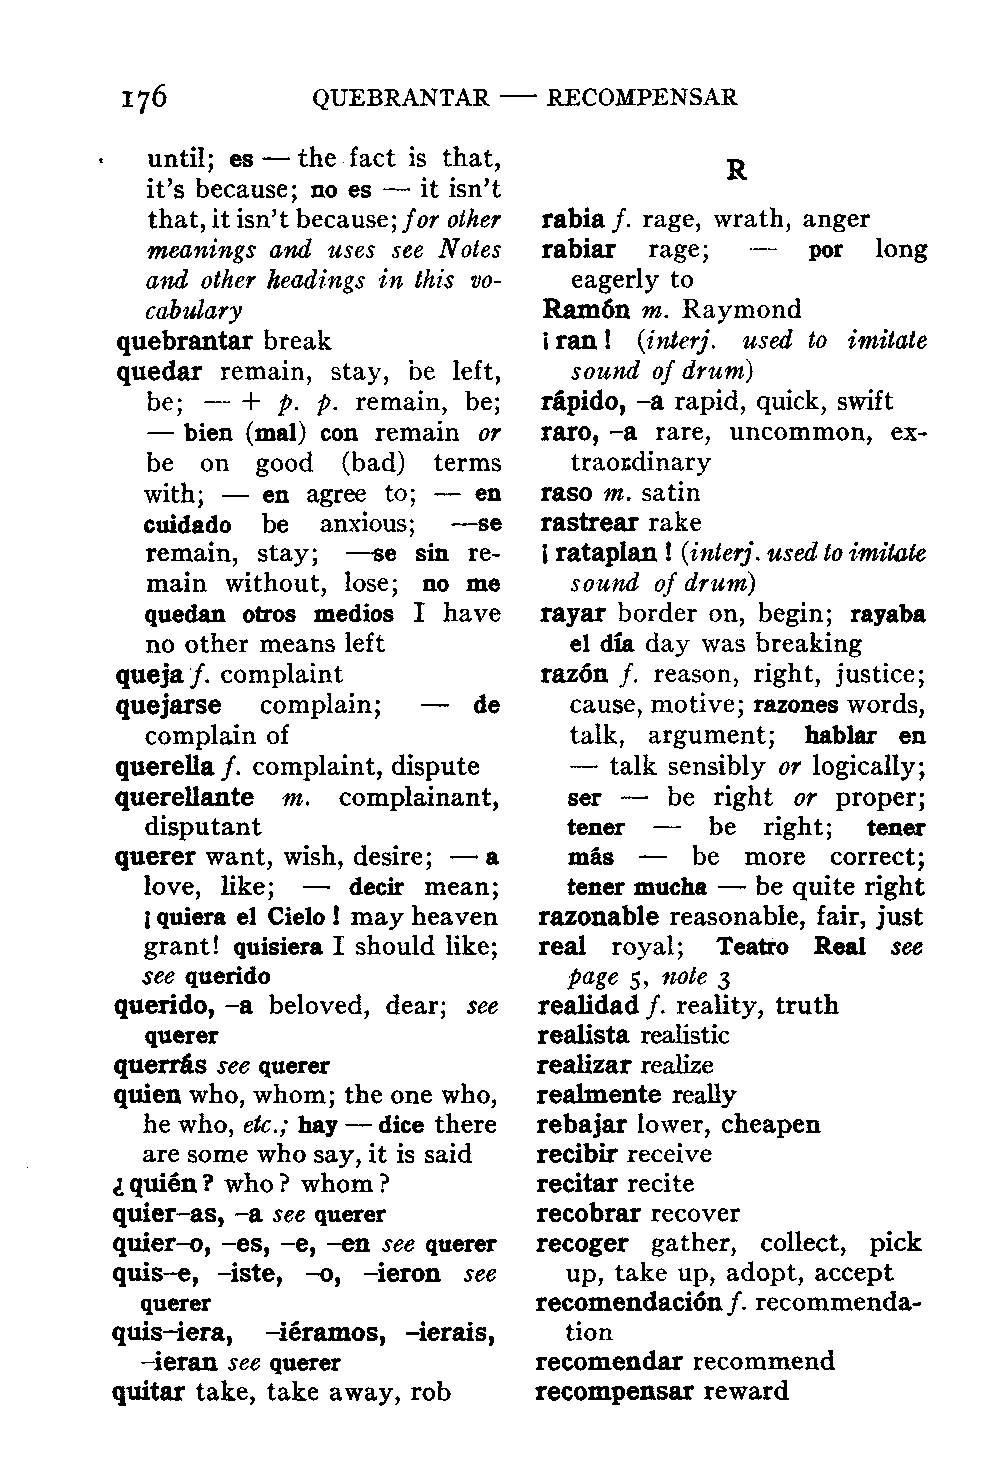 176 QUEBRANTAR — RECOMPENSAR
until; es — the fact is that,
it's because; no es — it isn't
that, it isn't because; for other
meanings and uses see Notes
and other headings in this vo-
cabulary
quebrantar break
quedar remain, stay, be left,
be; — + p. p. remain, be;
— bien (mal) con remain or
be on good (bad) terms
with; — en agree to; — en
cuidado be anxious; —se
remain, stay; —se sin re-
main without, lose; no me
quedan otros medios I have
no other means left
queja f. complaint
quejarse complain; — de
complain of
querella f. complaint, dispute
querellante m. complainant,
disputant
querer want, wish, desire; — a
love, like; — decir mean;
¡quiera el Cielo! may heaven
grant! quisiera I should like;
see querido
querido, -a beloved, dear; see
querer
querrás see querer
quien who, whom; the one who,
he who, etc.; hay — dice there
are some who say, it is said
¿quién? who? whom?
quier-as, -a see querer
quier-o, -es, -e, -en see querer
quis-e, -iste, -o, -ieron see
querer
quis-iera, -iéramos, -ierais,
-ieran see querer
quitar take, take away, rob
R
rabia f. rage, wrath, anger
rabiar rage; — por long
eagerly to
Ramón m. Raymond
¡ran! (interj. used to imitate
sound of drum)
rápido, -a rapid, quick, swift
raro, -a rare, uncommon, ex-
traordinary
raso m. satin
rastrear rake
¡rataplan! (interj. used to imitate
sound of drum)
rayar border on, begin; rayaba
el día day was breaking
razón f. reason, right, justice;
cause, motive; razones words,
talk, argument; hablar en
— talk sensibly or logically;
ser — be right or proper;
tener — be right; tener
más — be more correct;
tener mucha — be quite right
razonable reasonable, fair, just
real royal; Teatro Real see
page 5, note 3
realidad f. reality, truth
realista realistic
realizar realize
realmente really
rebajar lower, cheapen
recibir receive
recitar recite
recobrar recover
recoger gather, collect, pick
up, take up, adopt, accept
recomendación f. recommenda-
tion
recomendar recommend
recompensar reward